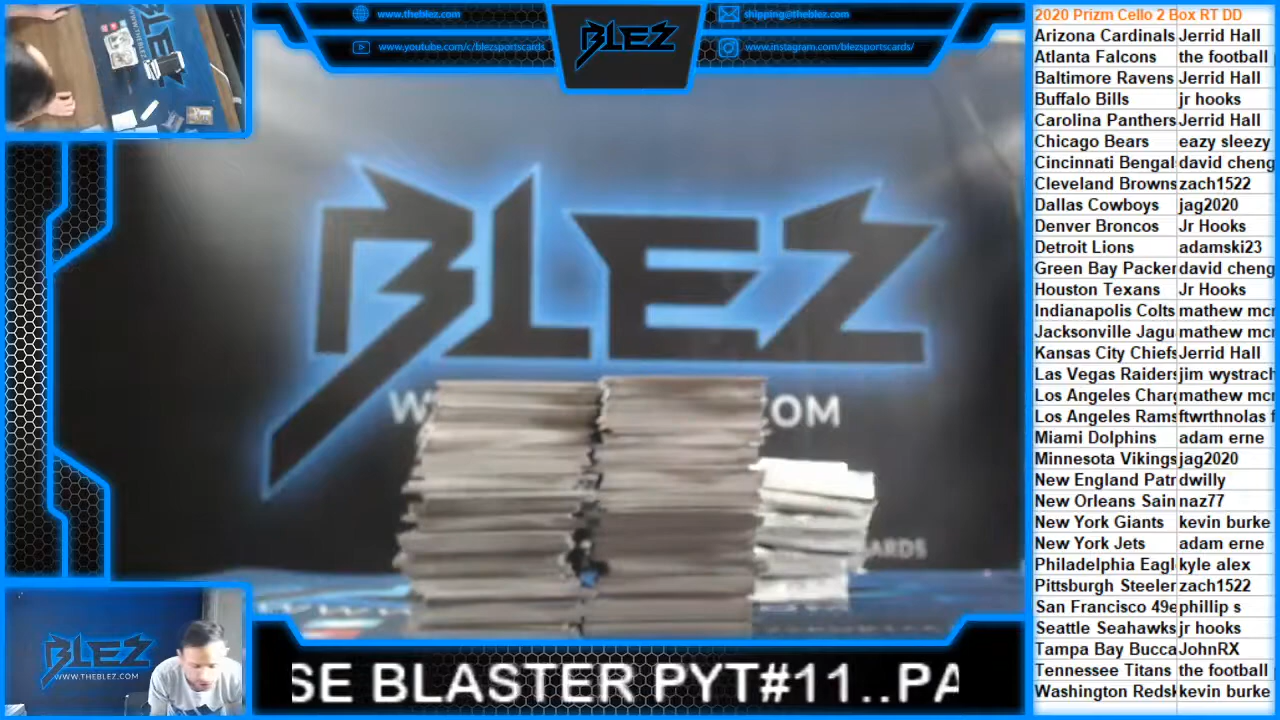 www.theblez.com
shipping@theblez.com
www.youtube.com/c/blezsportscards
www.instagram.com/blezsportscards/
BLEZ
BLEZ
ARDS
BLEZ
WWW.THEBLEZ.COM
SE BLASTER PYT#11..PA
2020 Prizm Cello 2 Box RT DD
Arizona Cardinals Jerrid Hall
Atlanta Falcons the football
Baltimore Ravens Jerrid Hall
Buffalo Bills jr hooks
Carolina Panthers Jerrid Hall
Chicago Bears eazy sleezy
Cincinnati Bengal david cheng
Cleveland Browns zach1522
Dallas Cowboys jag2020
Denver Broncos Jr Hooks
Detroit Lions adamski23
Green Bay Packer david cheng
Houston Texans Jr Hooks
Indianapolis Colts mathew mcr
Jacksonville Jagu mathew mcr
Kansas City Chiefs Jerrid Hall
Las Vegas Raiders jim wystrach
Los Angeles Charg mathew mcr
Los Angeles Rams ftwrthnolas f
Miami Dolphins adam erne
Minnesota Vikings jag2020
New England Patr dwilly
New Orleans Sain naz77
New York Giants kevin burke
New York Jets adam erne
Philadelphia Eagl kyle alex
Pittsburgh Steeler zach1522
San Francisco 49e phillip s
Seattle Seahawks jr hooks
Tampa Bay Bucca JohnRX
Tennessee Titans the football
Washington Redsk kevin burke